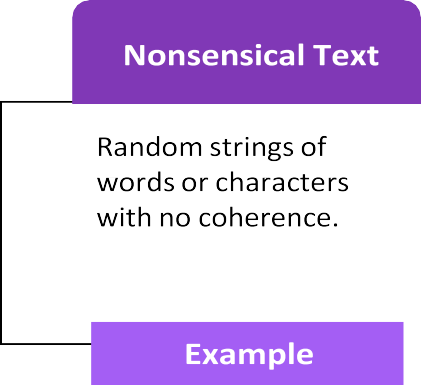 Nonsensical Text
Random strings of
words or characters
with no coherence.
Example